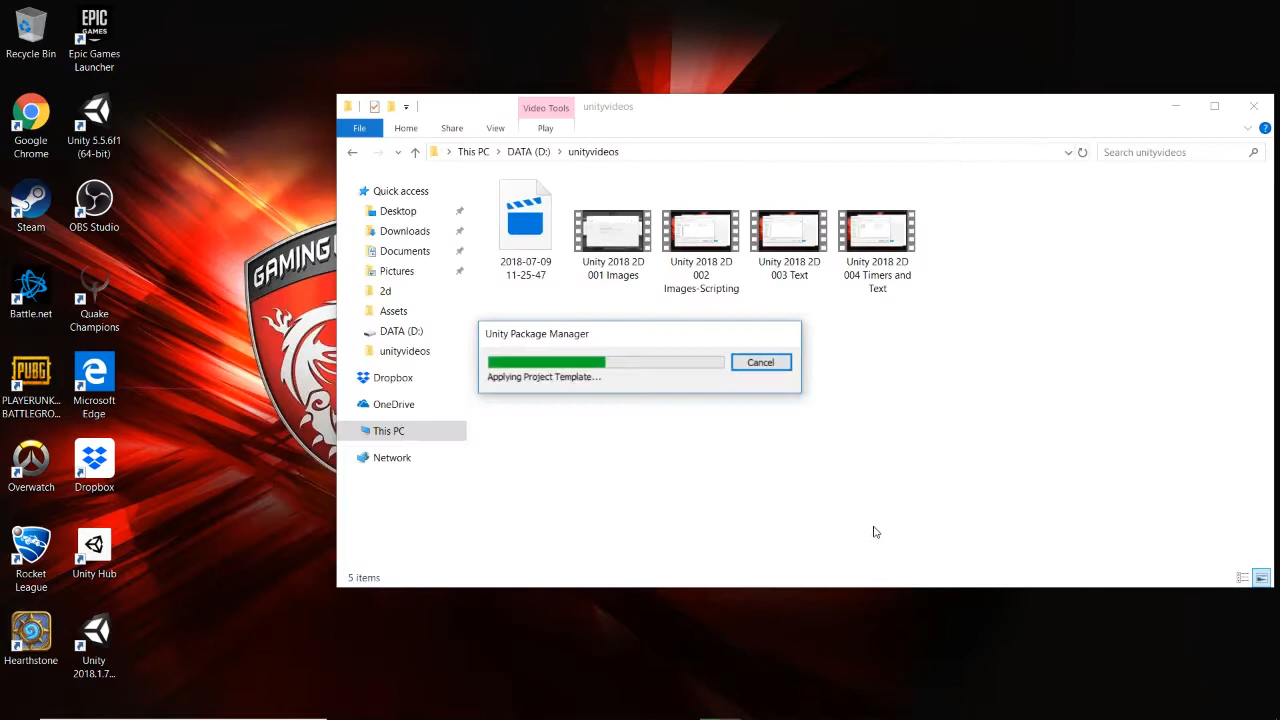 Recycle Bin
EPIC
GAMES
Epic Games
Launcher
Google
Chrome
Unity 5.5.6f1
(64-bit)
Steam
OBS Studio
Battle.net
Quake
Champions
PUBG
PLAYERUNK...
BATTLEGRO...
Microsoft
Edge
Overwatch
Dropbox
Rocket
League
Unity Hub
Hearthstone
Unity
2018.1.7...
GAMING
Video Tools
unityvideos
File
Home
Share
View
Play
This PC
DATA (D:)
unityvideos
Search unityvideos
Quick access
Desktop
Downloads
Documents
Pictures
2d
Assets
DATA (D:)
unityvideos
Dropbox
OneDrive
This PC
Network
2018-07-09
11-25-47
Unity 2018 2D
001 Images
Unity 2018 2D
002
Images-Scripting
Unity 2018 2D
003 Text
Unity 2018 2D
004 Timers and
Text
Unity Package Manager
Cancel
Applying Project Template...
5 items